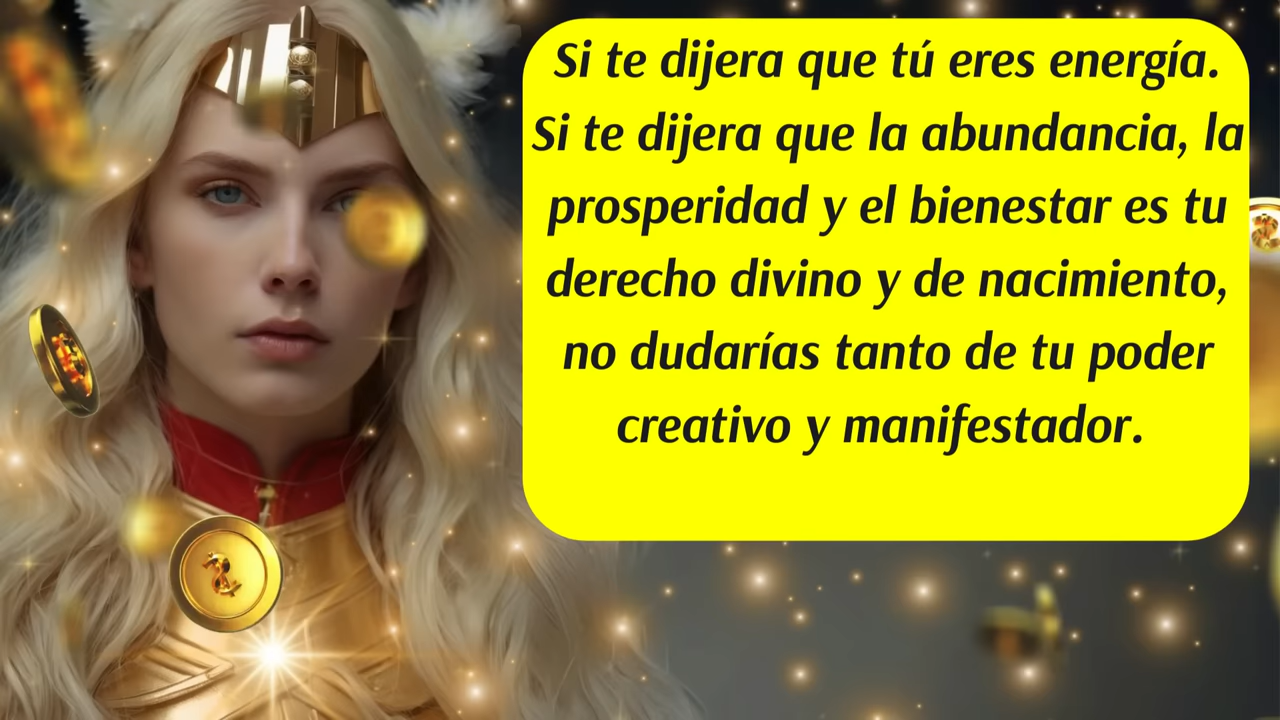 Si te dijera que tú eres energía.
Si te dijera que la abundancia, la
prosperidad y el bienestar es tu
derecho divino y de nacimiento,
no dudarías tanto de tu poder
creativo y manifestador.